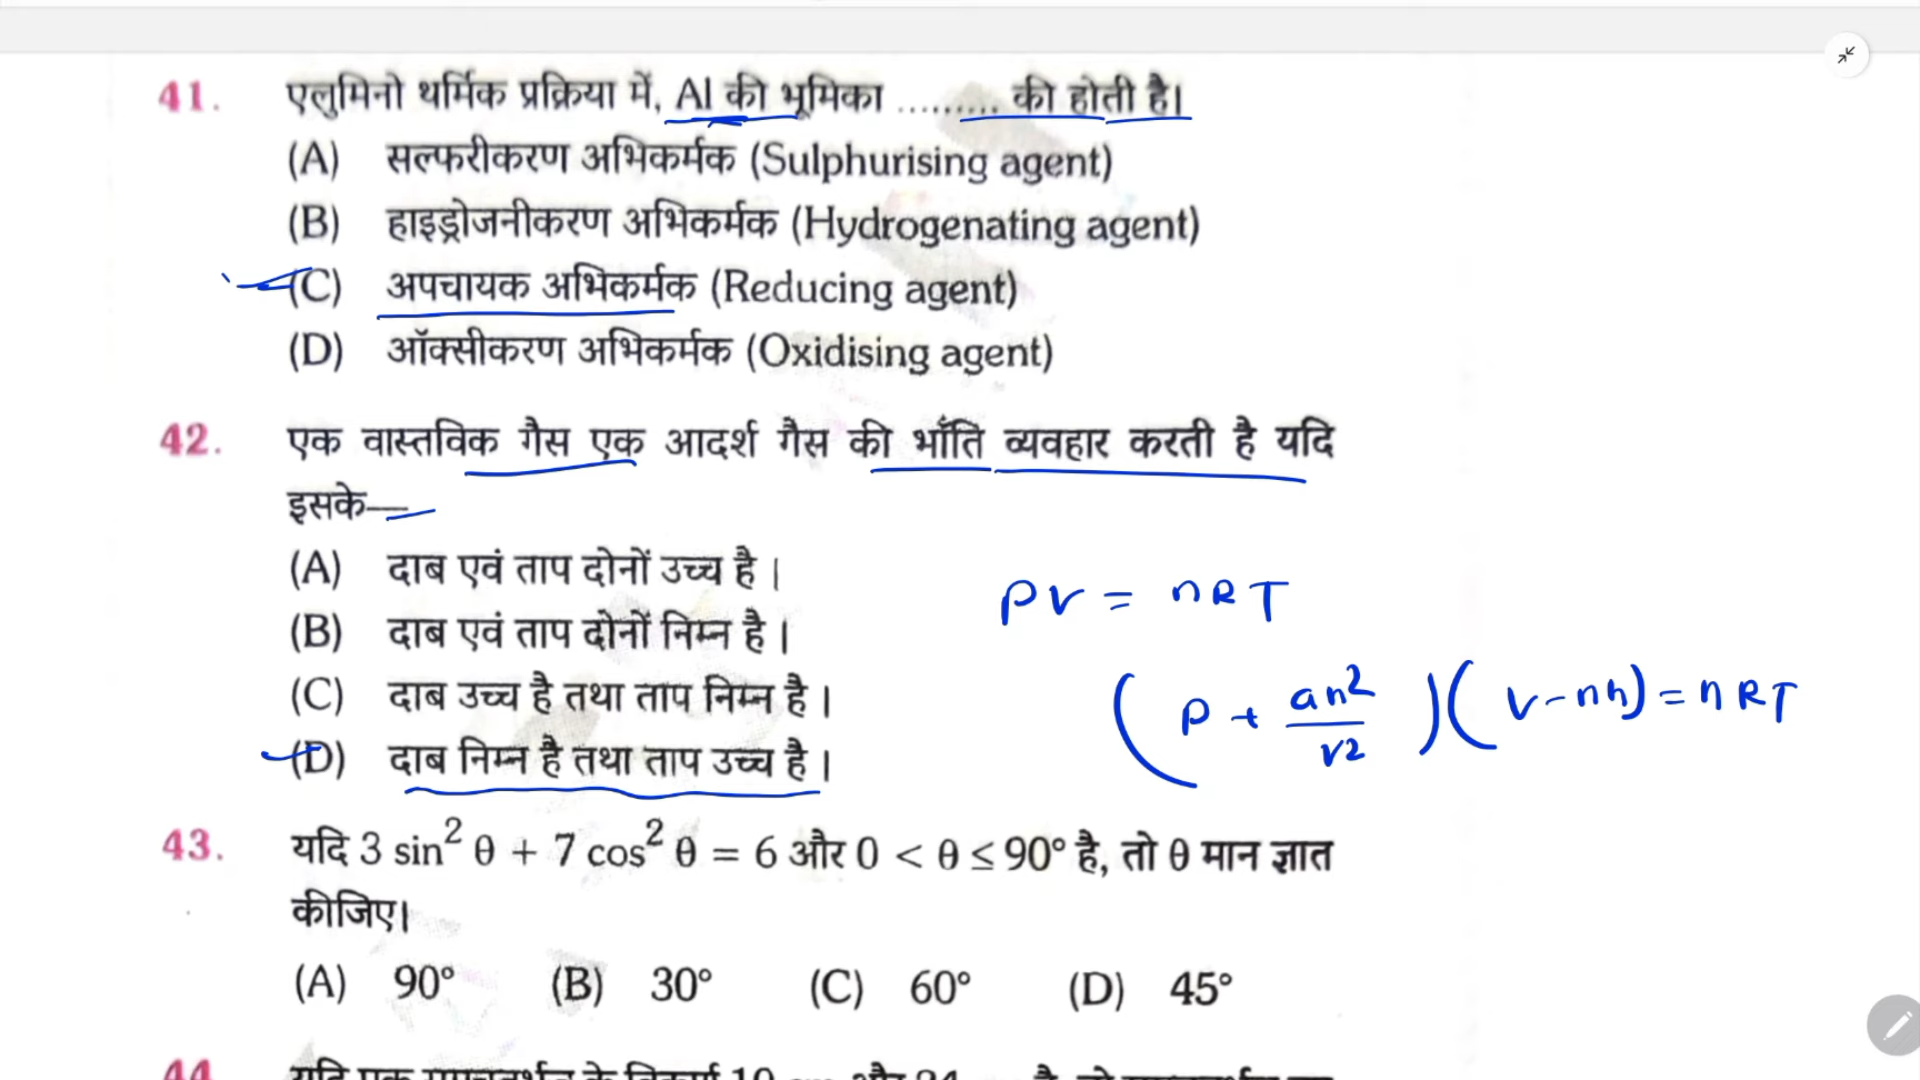 41. एलुमिनो थर्मिक प्रक्रिया में, Al की भूमिका .......... की होती है।
(A) सल्फरीकरण अभिकर्मक (Sulphurising agent)
(B) हाइड्रोजनीकरण अभिकर्मक (Hydrogenating agent)
(C) अपचायक अभिकर्मक (Reducing agent)
(D) ऑक्सीकरण अभिकर्मक (Oxidising agent)
42. एक वास्तविक गैस एक आदर्श गैस की भाँति व्यवहार करती है यदि
इसके—
(A) दाब एवं ताप दोनों उच्च है।
(B) दाब एवं ताप दोनों निम्न है।
PV = nRT
(C) दाब उच्च है तथा ताप निम्न है।
(P + an²/V²)(V - nh) = nRT
(D) दाब निम्न है तथा ताप उच्च है।
43. यदि 3 sin² θ + 7 cos² θ = 6 और 0 < θ ≤ 90° है, तो θ मान ज्ञात
कीजिए।
(A) 90° (B) 30° (C) 60° (D) 45°
44.